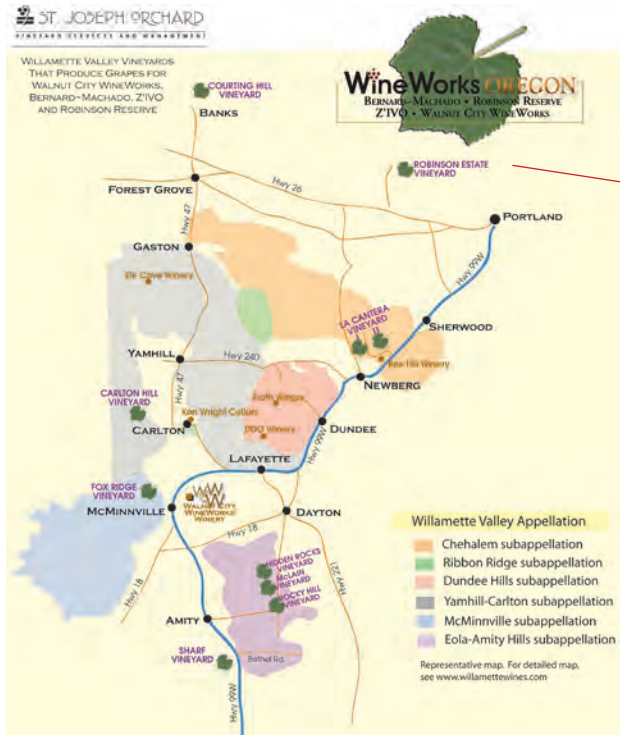 ST. JOSEPH ORCHARD
VINEYARD SERVICES AND MANAGEMENT
WILLAMETTE VALLEY VINEYARDS
THAT PRODUCE GRAPES FOR
WALNUT CITY WINEWORKS,
BERNARD-MACHADO, Z'IVO
AND ROBINSON RESERVE
COURTING HILL
VINEYARD
WineWorks OREGON
BERNARD-MACHADO • ROBINSON RESERVE
Z'IVO • WALNUT CITY WINEWORKS
BANKS
ROBINSON ESTATE
VINEYARD
FOREST GROVE
Hwy 26
Hwy 47
PORTLAND
GASTON
Hwy 99W
Elk Cove Winery
LA CANTERA
VINEYARD
II
SHERWOOD
YAMHILL
Hwy 240
Rex Hill Winery
NEWBERG
Hwy 47
CARLTON HILL
VINEYARD
Erath Winery
Ken Wright Cellars
CARLTON
DDO Winery
DUNDEE
Hwy 99W
LAFAYETTE
FOX RIDGE
VINEYARD
MCMINNVILLE
WW
WALNUT CITY
WINEWORKS
WINERY
DAYTON
Hwy 18
Hwy 18
Hwy 221
HIDDEN ROCKS
VINEYARD
MCLAIN
VINEYARD
ROCKY HILL
VINEYARD
AMITY
SHARF
VINEYARD
Bethel Rd.
Hwy 99W
Willamette Valley Appellation
Chehalem subappellation
Ribbon Ridge subappellation
Dundee Hills subappellation
Yamhill-Carlton subappellation
McMinnville subappellation
Eola-Amity Hills subappellation
Representative map. For detailed map,
see www.willamettewines.com